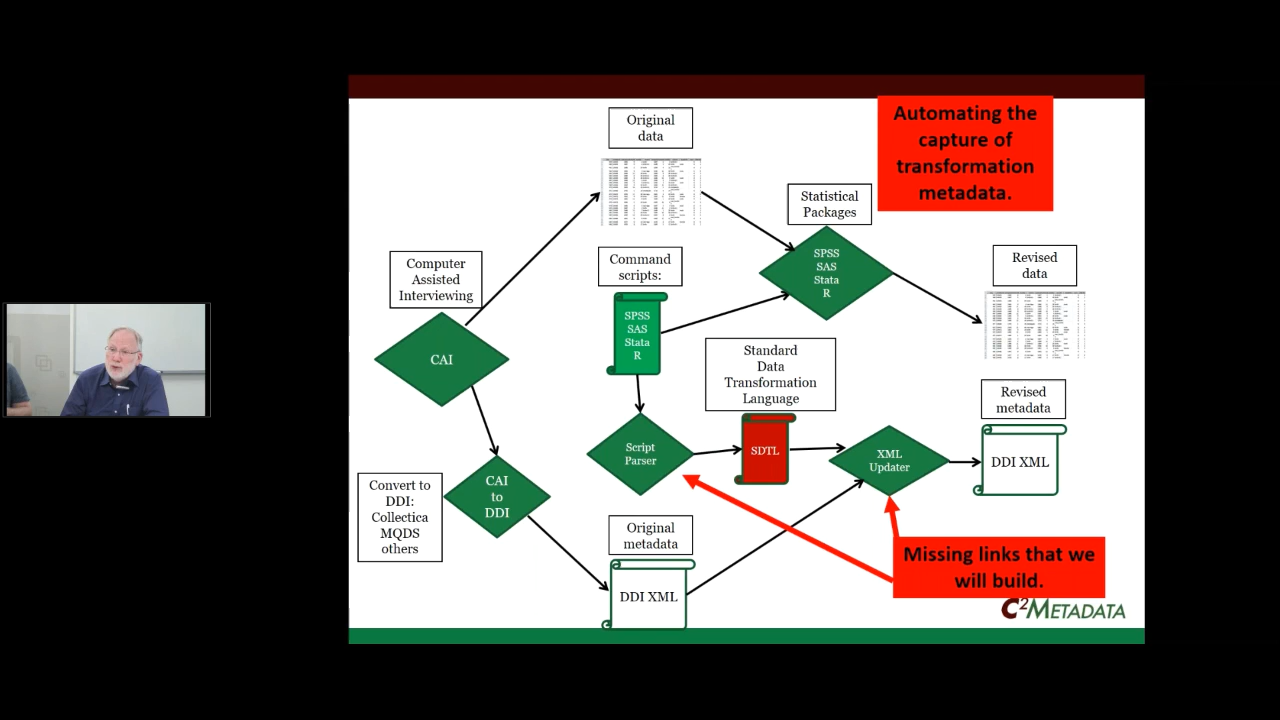 Automating the
capture of
transformation
metadata.
Original
data
Statistical
Packages
SPSS
SAS
Stata
R
Revised
data
Command
scripts:
SPSS
SAS
Stata
R
Computer
Assisted
Interviewing
CAI
Standard
Data
Transformation
Language
Script
Parser
SDTL
XML
Updater
Revised
metadata
DDI XML
Convert to
DDI:
Collectica
MQDS
others
CAI
to
DDI
Original
metadata
DDI XML
Missing links that we
will build.
C²METADATA